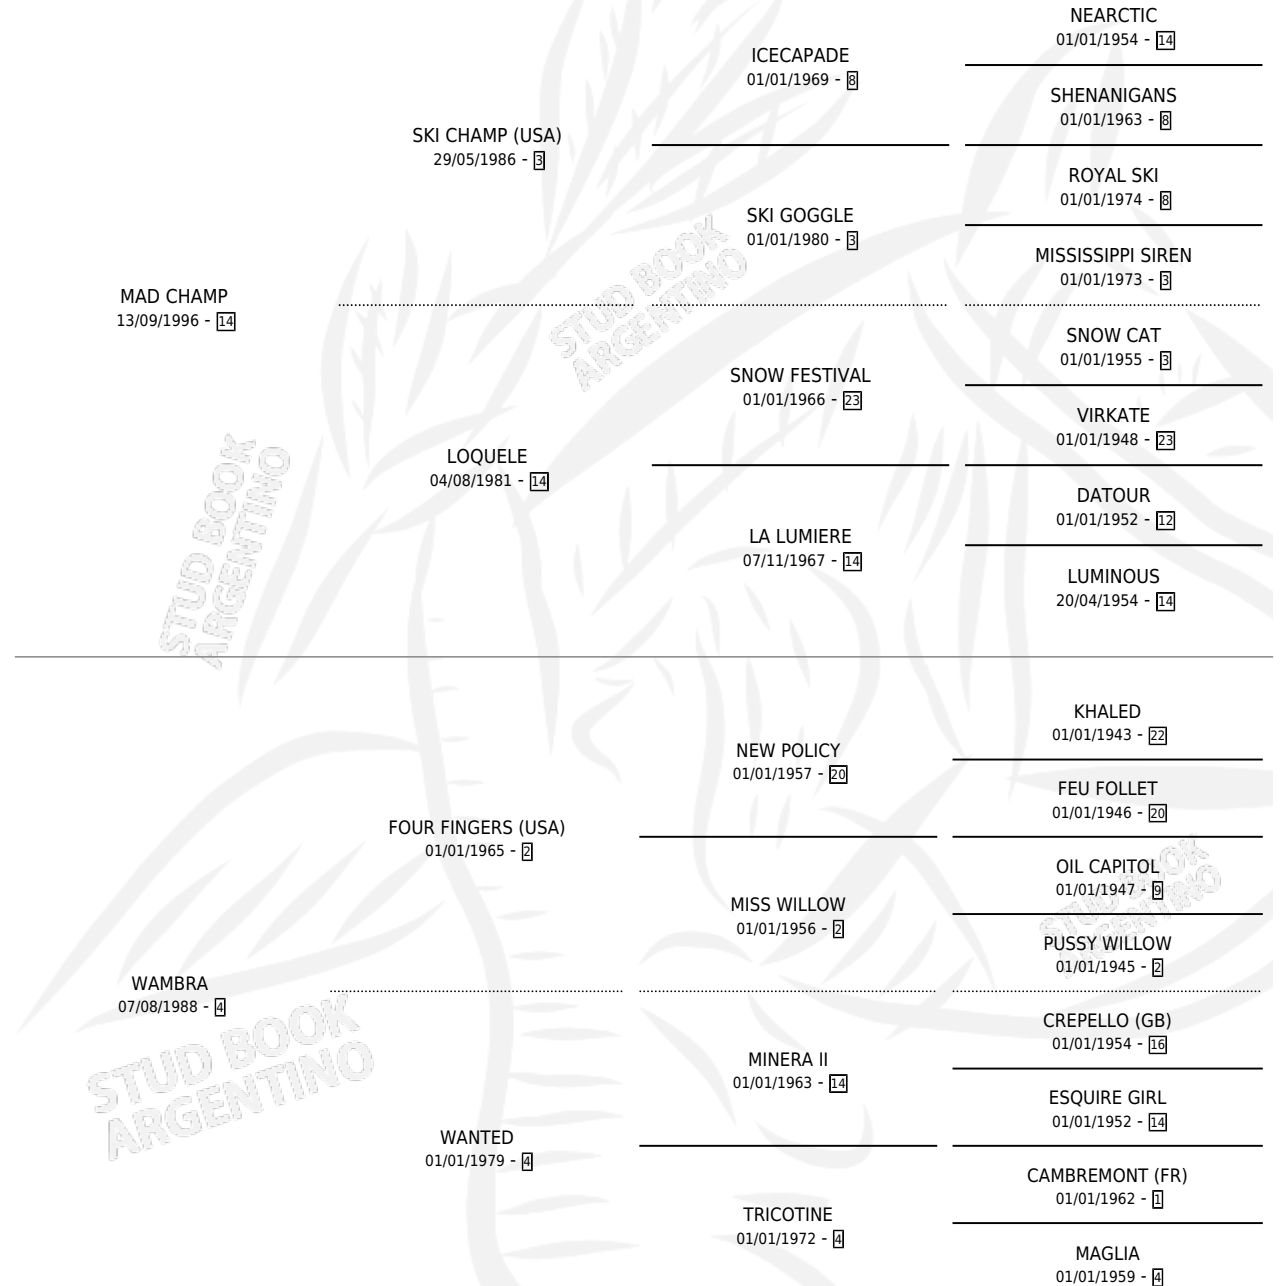 NEARCTIC
01/01/1954 - 14
ICECAPADE
01/01/1969 - 8
SHENANIGANS
01/01/1963 - 8
SKI CHAMP (USA)
29/05/1986 - 3
ROYAL SKI
01/01/1974 - 8
SKI GOGGLE
01/01/1980 - 3
MISSISSIPPI SIREN
01/01/1973 - 3
MAD CHAMP
13/09/1996 - 14
STUD BOOK
ARGENTINO
SNOW CAT
01/01/1955 - 3
SNOW FESTIVAL
01/01/1966 - 23
VIRKATE
01/01/1948 - 23
LOQUELE
04/08/1981 - 14
DATOUR
01/01/1952 - 12
LA LUMIERE
07/11/1967 - 14
LUMINOUS
20/04/1954 - 14
STUD BOOK
ARGENTINO
KHALED
01/01/1943 - 22
NEW POLICY
01/01/1957 - 20
FEU FOLLET
01/01/1946 - 20
FOUR FINGERS (USA)
01/01/1965 - 2
OIL CAPITOL
01/01/1947 - 9
MISS WILLOW
01/01/1956 - 2
PUSSY WILLOW
01/01/1945 - 2
STUD BOOK
ARGENTINO
WAMBRA
07/08/1988 - 4
CREPELLO (GB)
01/01/1954 - 16
MINERA II
01/01/1963 - 14
ESQUIRE GIRL
01/01/1952 - 14
STUD BOOK
ARGENTINO
WANTED
01/01/1979 - 4
CAMBREMONT (FR)
01/01/1962 - 1
TRICOTINE
01/01/1972 - 4
MAGLIA
01/01/1959 - 4